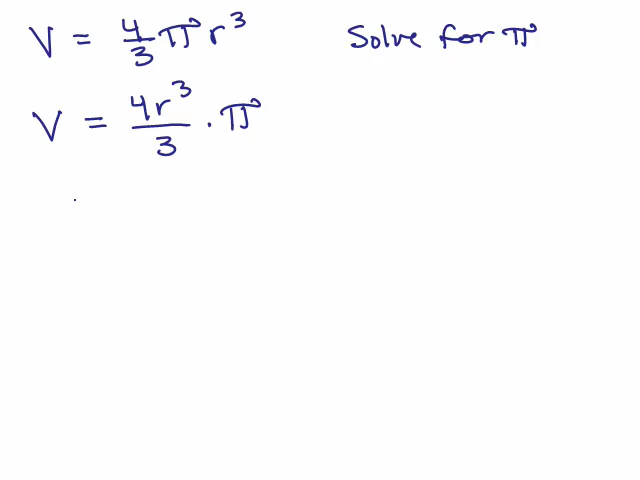 V = 4/3 π r³ Solve for π
V = 4r³/3 · π